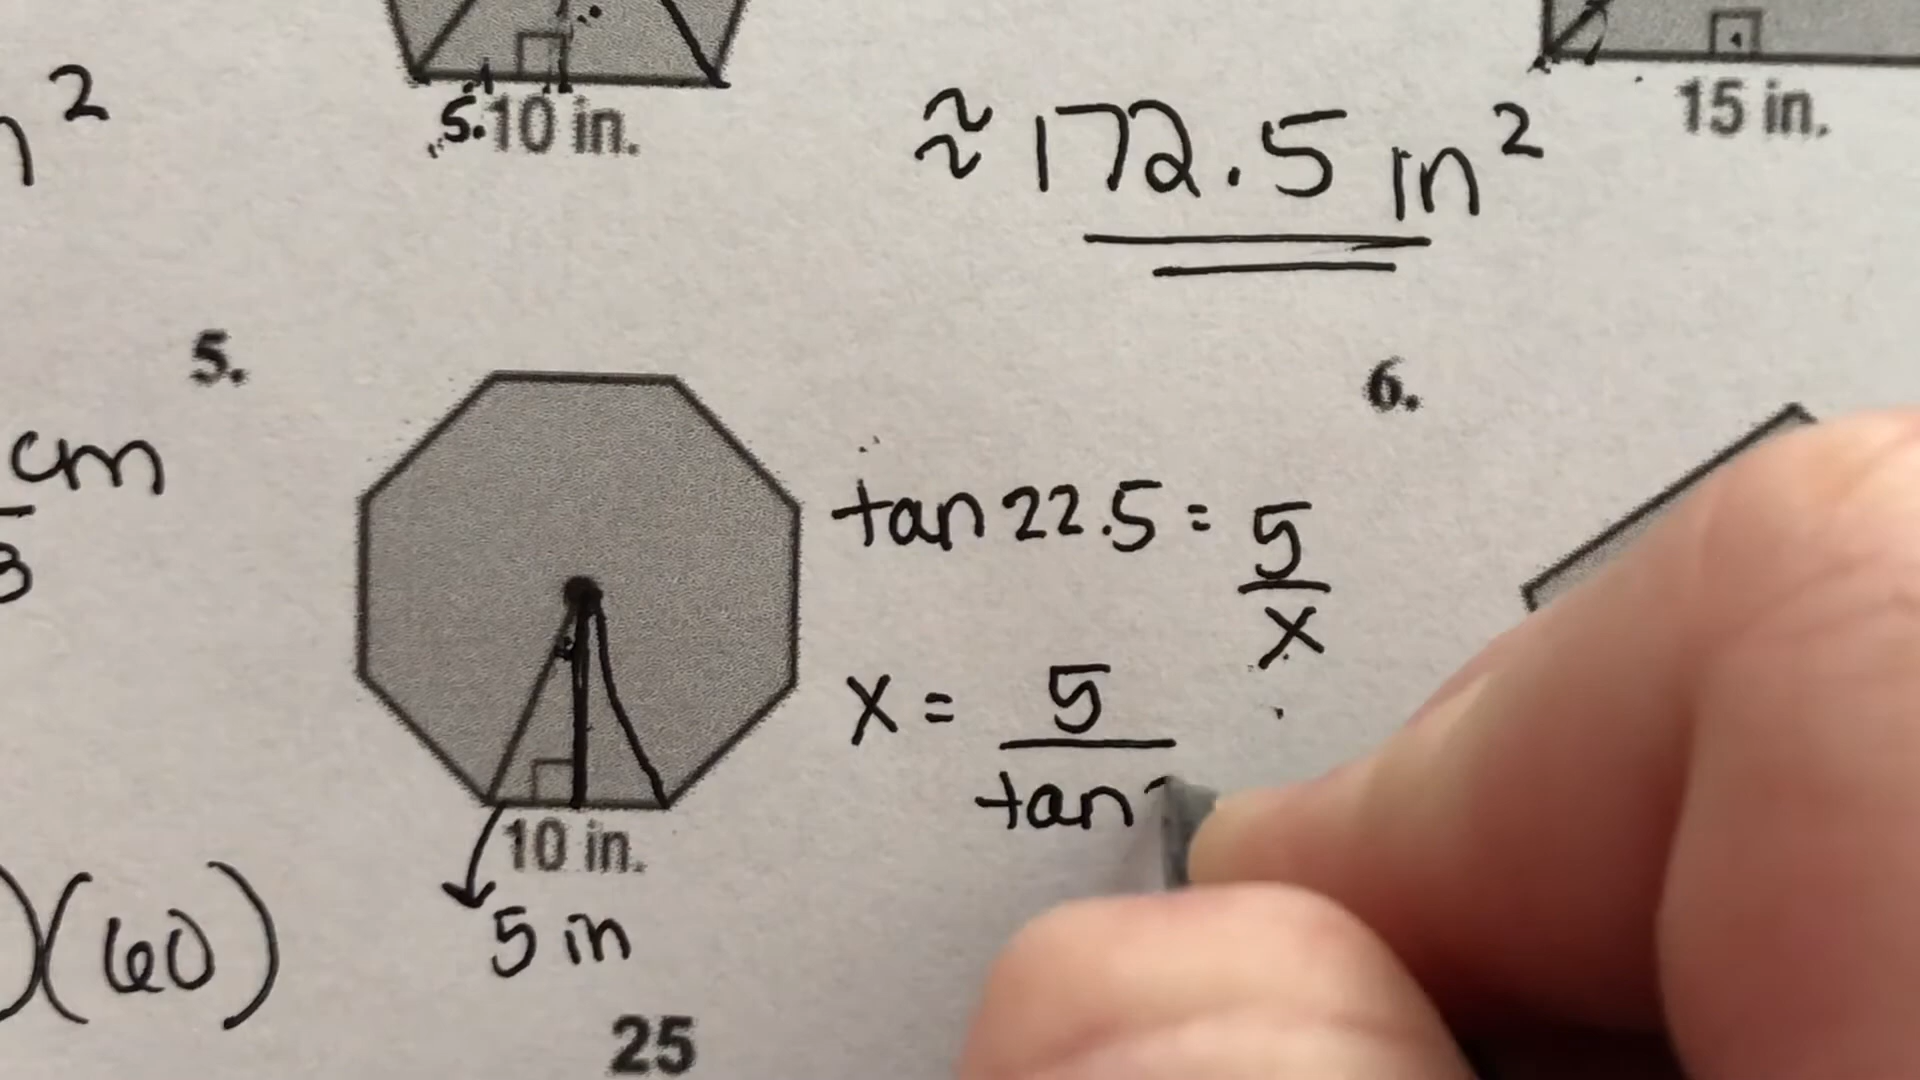 n²
5. 10 in.
≈ 172.5 in²
15 in.
5.
6.
cm
3
tan 22.5 = 5/x
x = 5/tan
10 in.
5 in
)(60)
25